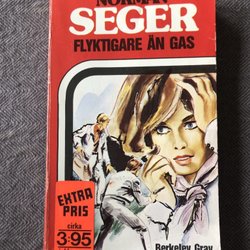 NORMAN
SEGER
FLYKTIGARE ÄN GAS
EXTRA
PRIS
cirka
3:95
Berkeley Gray